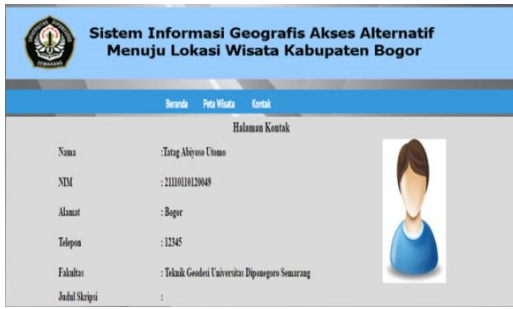 Sistem Informasi Geografis Akses Alternatif
Menuju Lokasi Wisata Kabupaten Bogor
SEMARANG
Beranda Peta Wisata Kontak
Halaman Kontak
Nama :Tatag Abiyoso Utomo
NIM : 21110110120049
Alamat : Bogor
Telepon : 12345
Fakultas : Teknik Geodesi Universitas Diponegoro Semarang
Judul Skripsi :